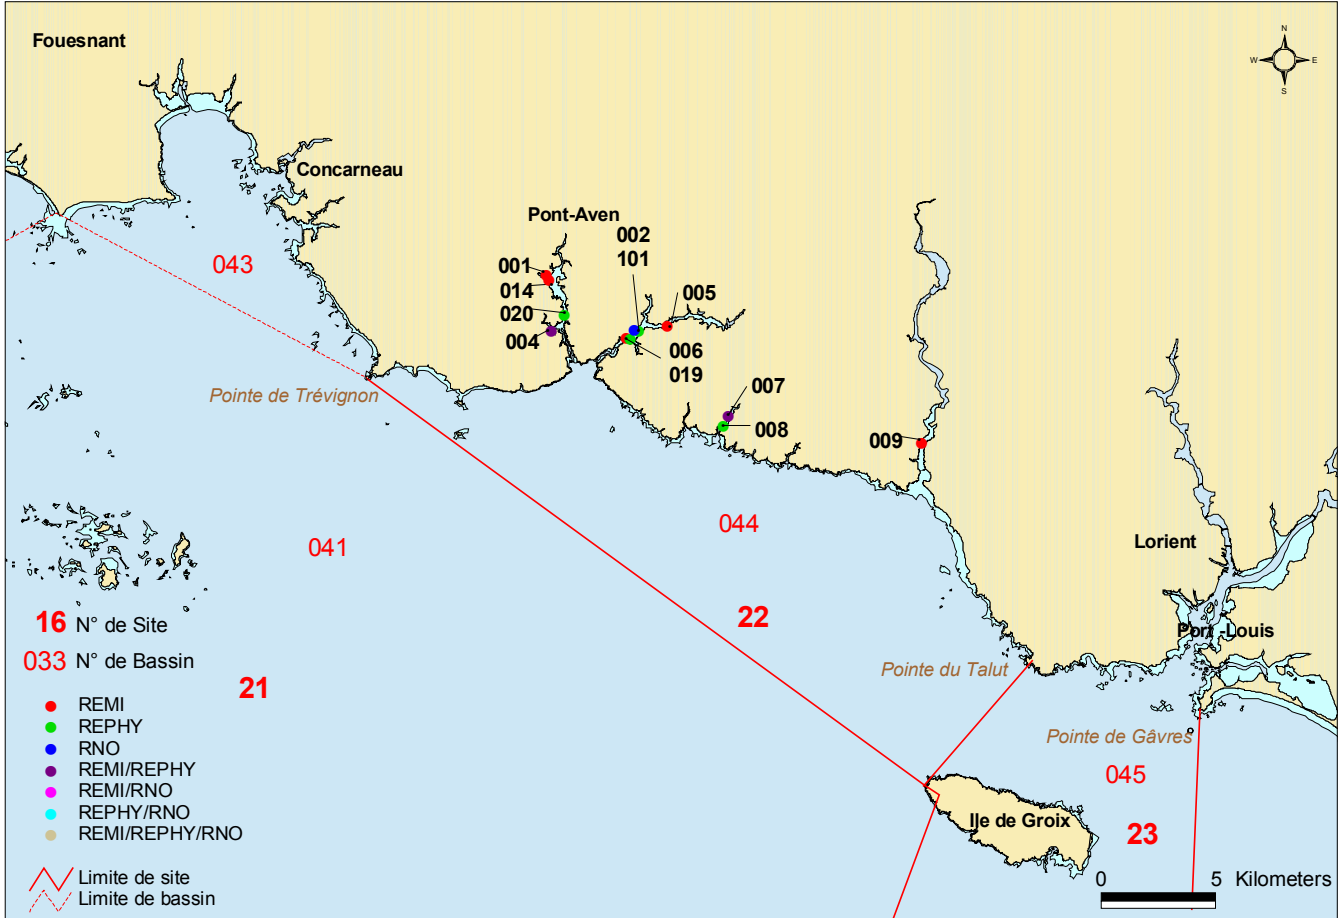 Fouesnant
N
W
E
S
Concarneau
Pont-Aven
002
101
001
014
005
043
020
004
006
019
Pointe de Trévignon
007
008
009
044
041
Lorient
16 N° de Site
22
Port -Louis
033 N° de Bassin
Pointe du Talut
21
REMI
REPHY
RNO
REMI/REPHY
REMI/RNO
REPHY/RNO
REMI/REPHY/RNO
Pointe de Gâvres
045
Ile de Groix
23
Limite de site
Limite de bassin
0 5 Kilometers